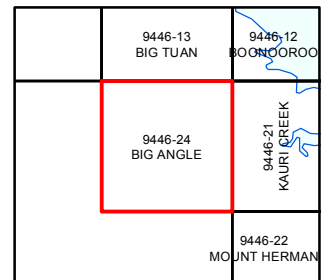 9446-13
BIG TUAN
9446-12
BOONOOROO
9446-24
BIG ANGLE
9446-21
KAURI CREEK
9446-22
MOUNT HERMAN